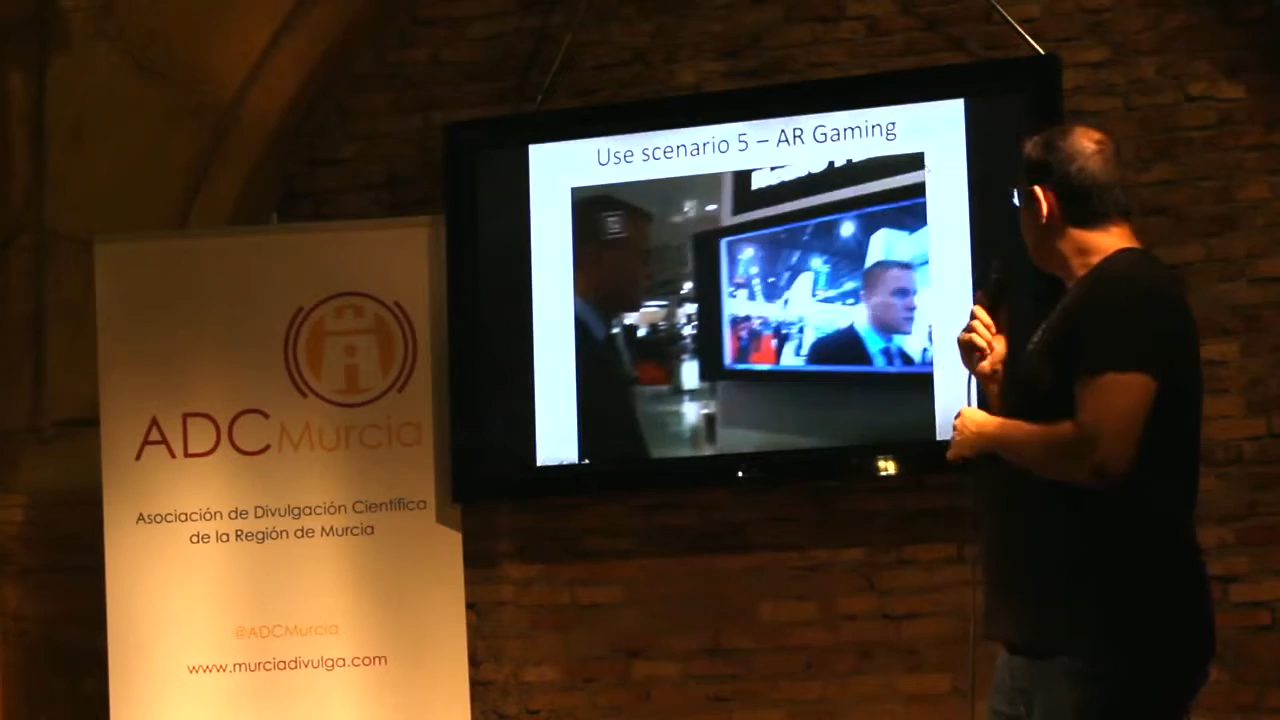 Use scenario 5 – AR Gaming
ADCMurcia
Asociación de Divulgación Científica
de la Región de Murcia
@ADCMurcia
www.murciadivulga.com